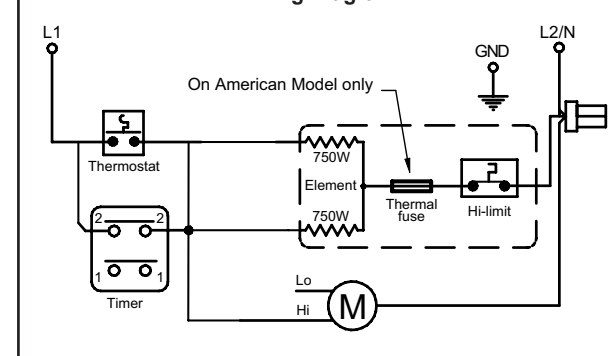 L1
L2/N
GND
On American Model only
Thermostat
750W
Element
750W
Thermal
fuse
Hi-limit
2 2
1 1
Timer
Lo
Hi
M